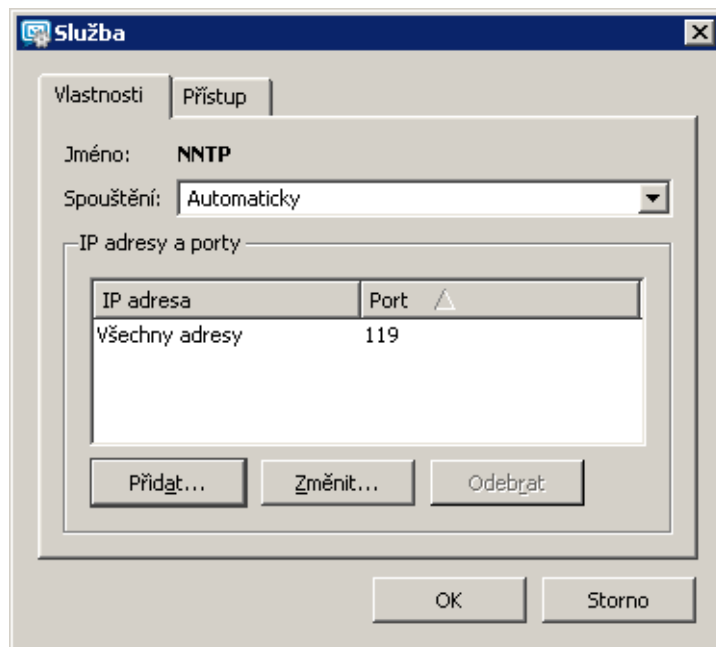 Služba
Vlastnosti Přístup
Jméno: NNTP
Spouštění: Automaticky
IP adresy a porty
IP adresa Port
Všechny adresy 119
Přidat... Změnit... Odebrat
OK Storno